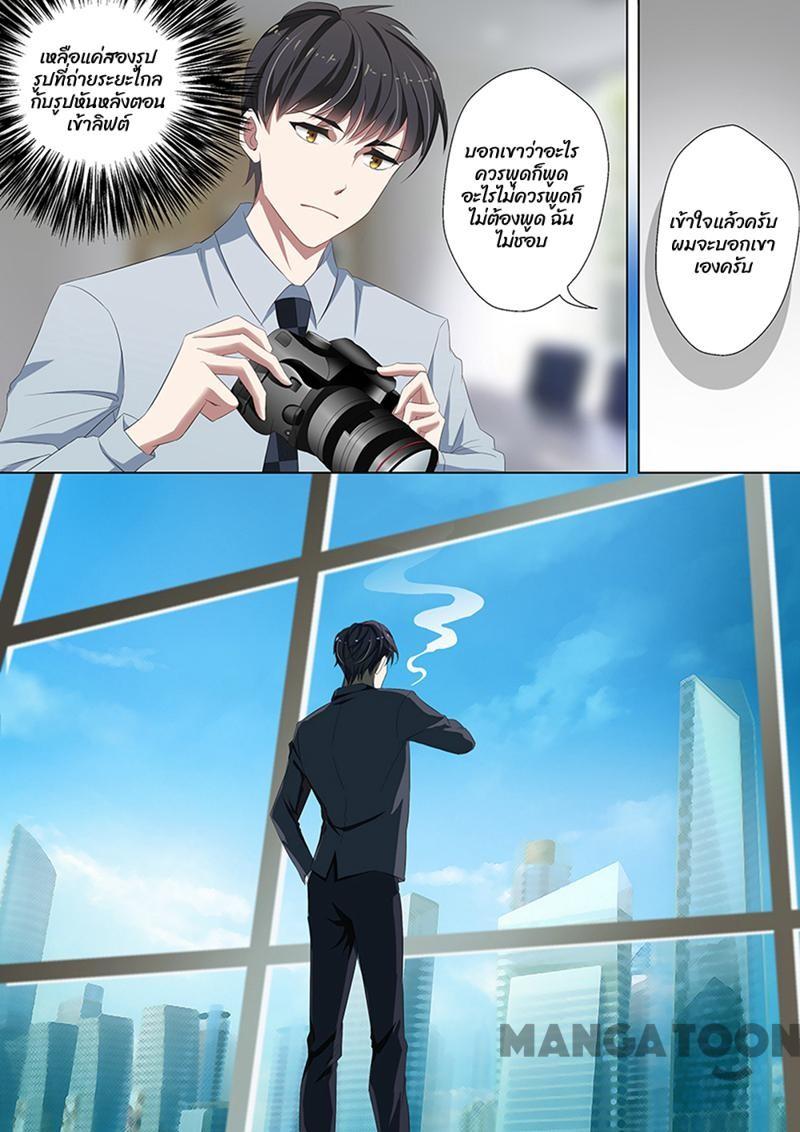 เหลือแค่สองรูป
รูปที่ถ่ายระยะไกล
กับรูปหันหลังตอน
เข้าลิฟต์
บอกเขาว่าอะไร
ควรพูดก็พูด
อะไรไม่ควรพูดก็
ไม่ต้องพูด ฉัน
ไม่ชอบ
เข้าใจแล้วครับ
ผมจะบอกเขา
เองครับ
MANGATOON